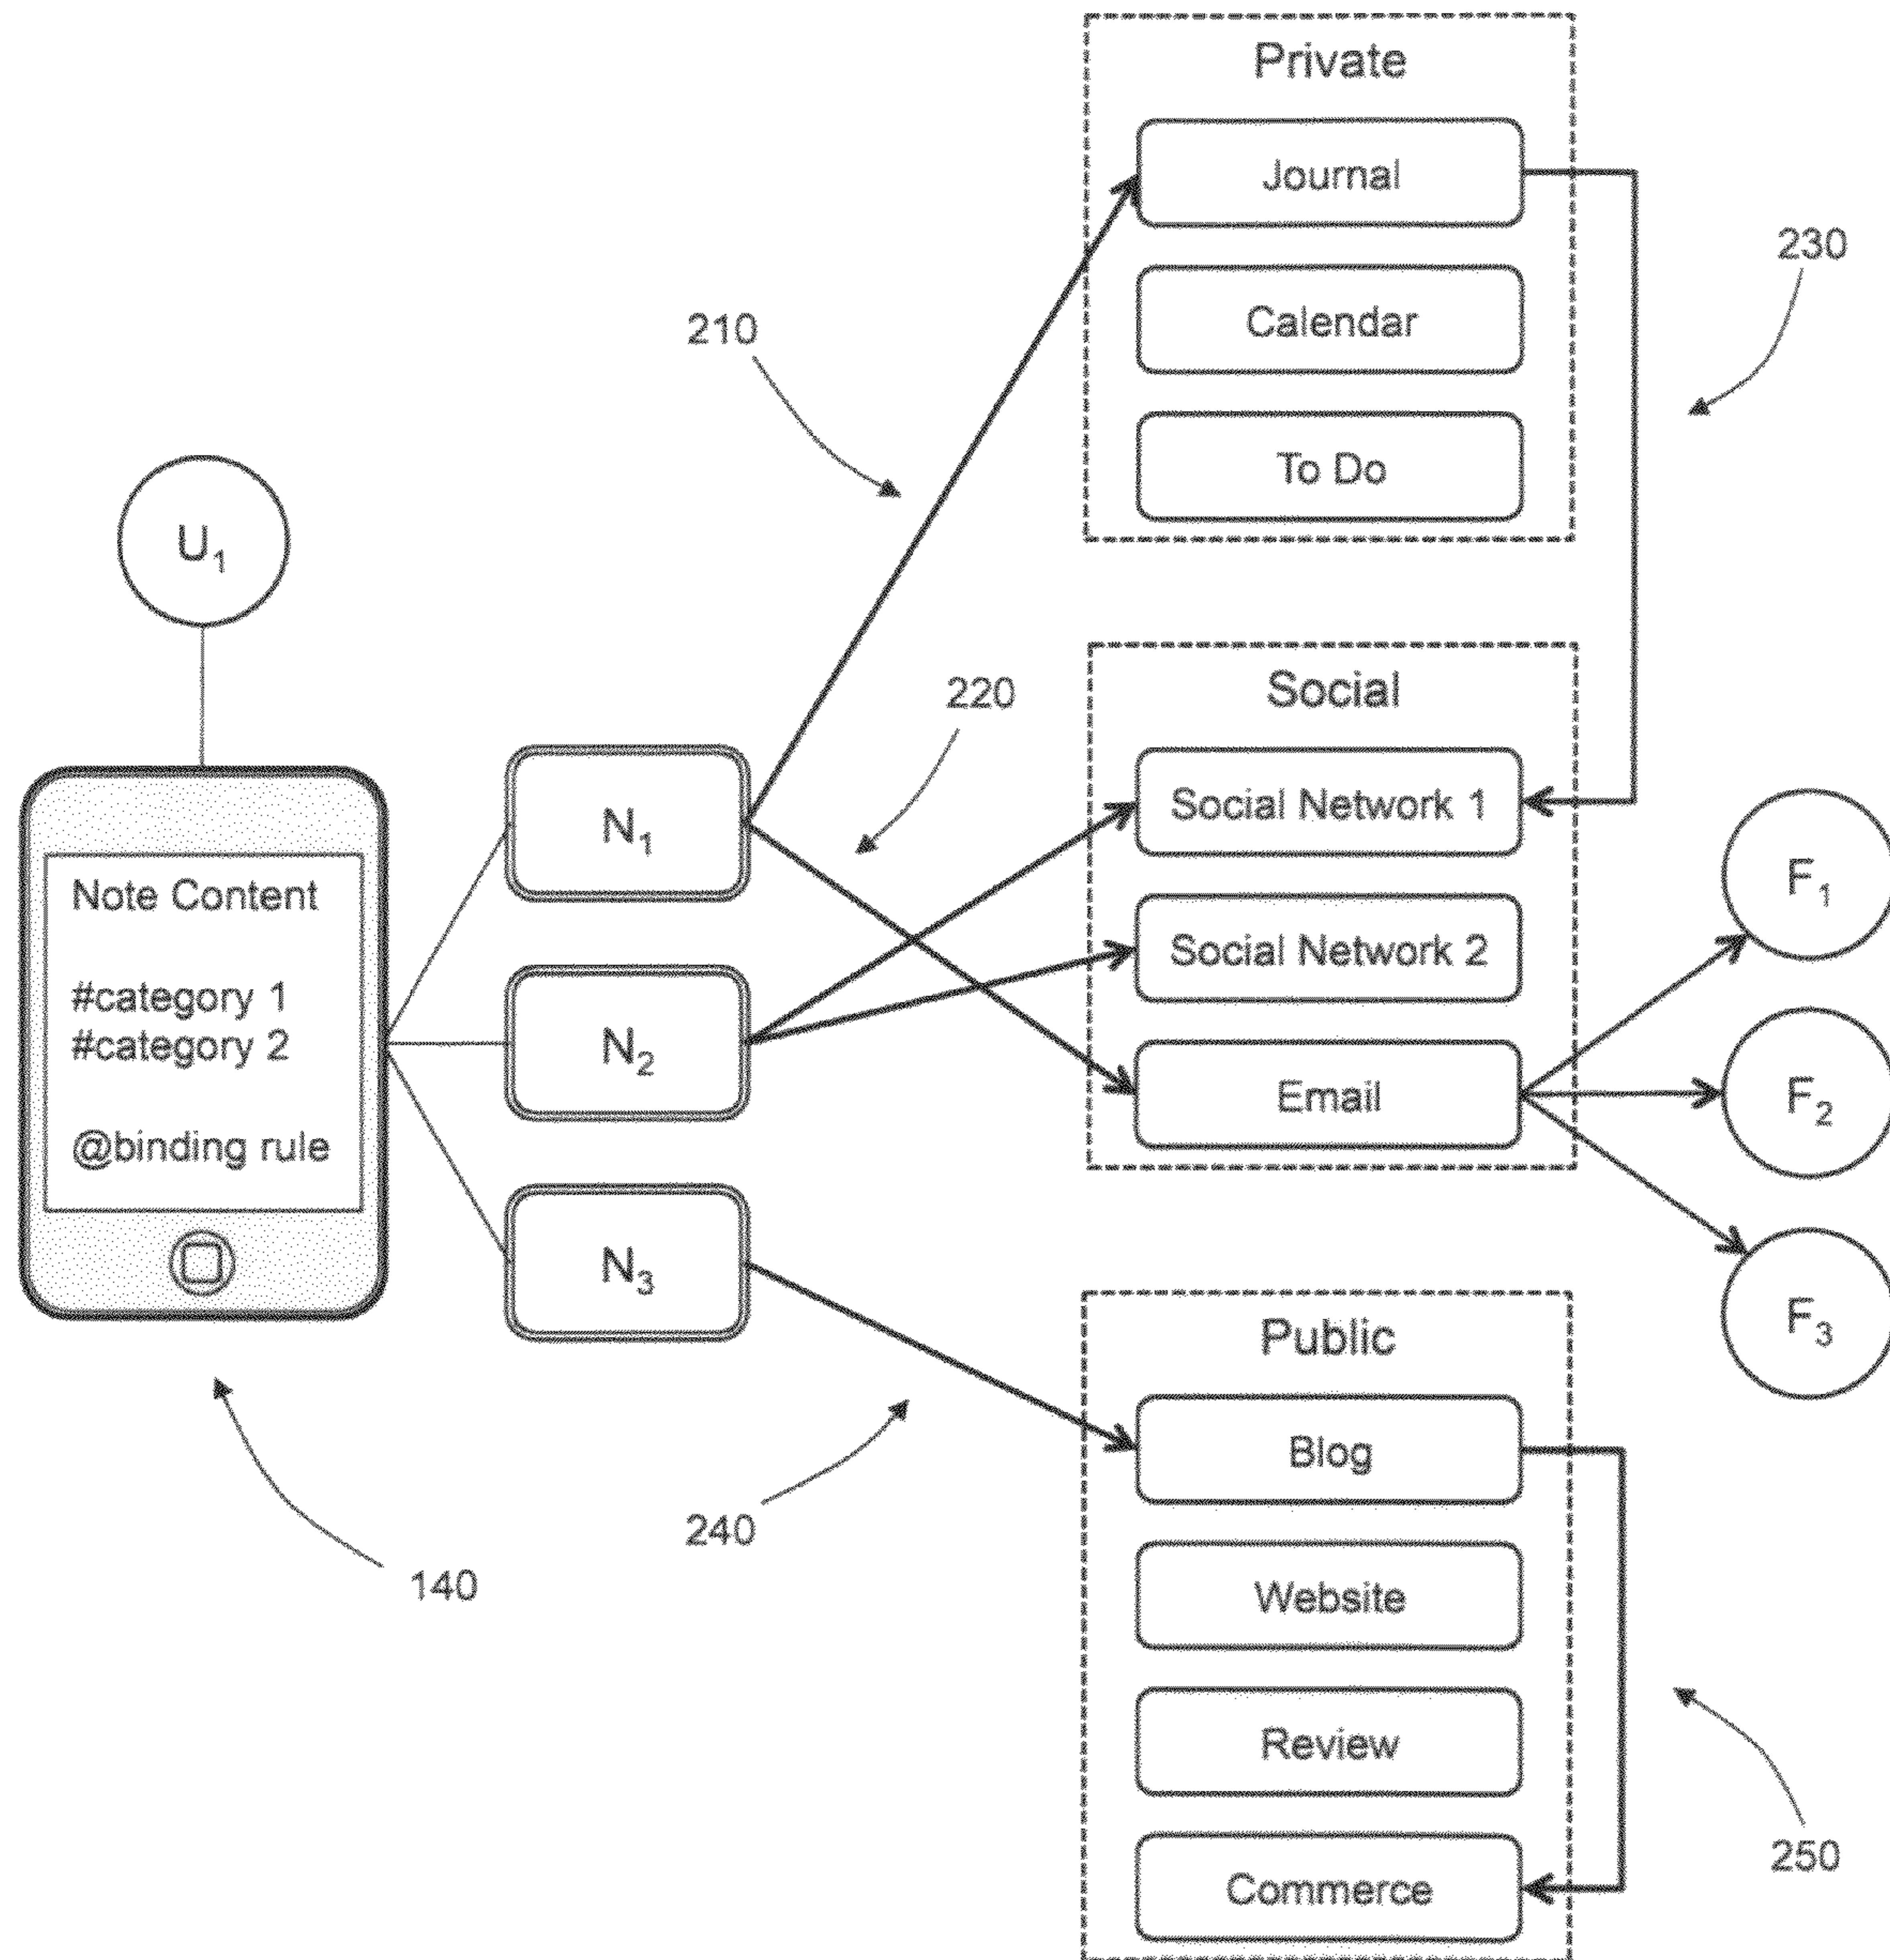 Private
Journal
Calendar
To Do
210
230
U₁
220
Social
Social Network 1
Social Network 2
Email
Note Content
#category 1
#category 2
@binding rule
N₁
N₂
N₃
F₁
F₂
F₃
Public
Blog
Website
Review
Commerce
240
140
250